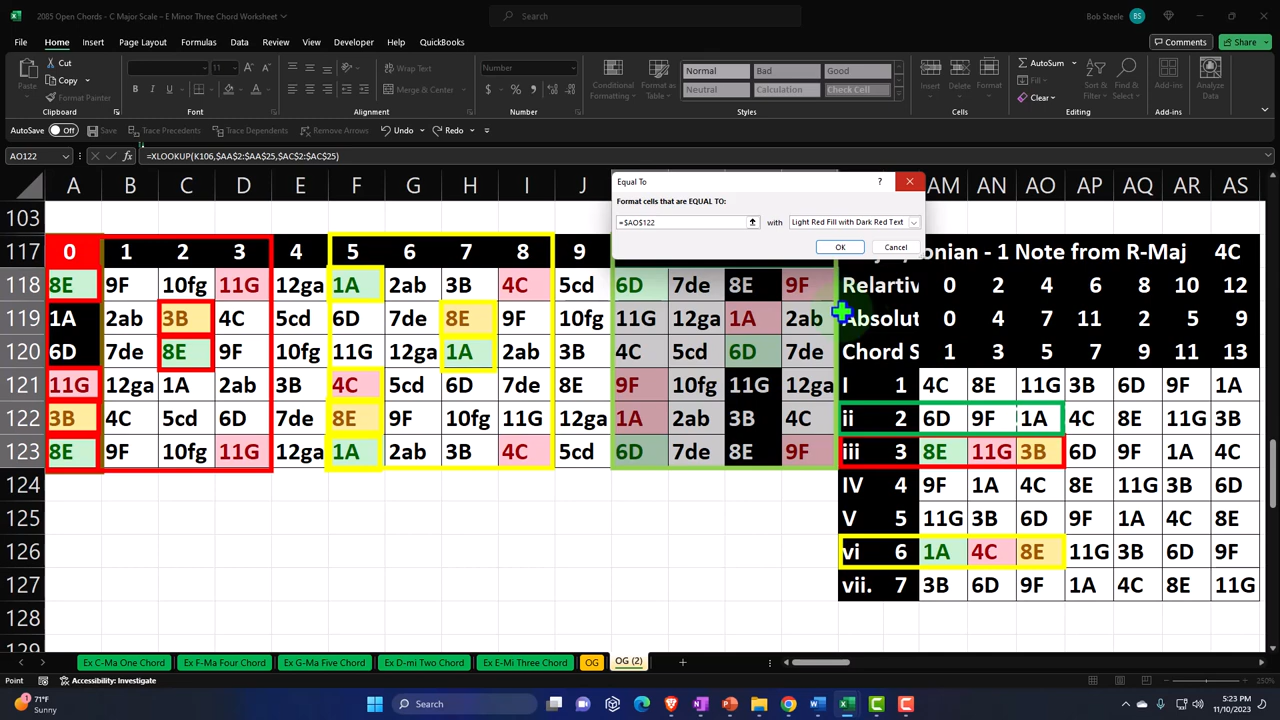 2085 Open Chords - C Major Scale – E Minor Three Chord Worksheet
Search
Bob Steele BS
File Home Insert Page Layout Formulas Data Review View Developer Automate Help QuickBooks
Comments Share
Cut
Copy
Format Painter
Paste
11
Wrap Text
Merge & Center
Number
Conditional Formatting
Format as Table
Normal Bad Good
Neutral Calculation Check Cell
Insert Delete Format
AutoSum
Fill
Clear
Sort & Filter
Find & Select
Add-ins
Analyze Data
Clipboard Font Alignment Number Styles Cells Editing Add-ins
AutoSave Off Save Trace Precedents Trace Dependents Remove Arrows Undo Redo
AO122 fx =XLOOKUP(K106,$AA$2:$AA$25,$AC$2:$AC$25)
Equal To ?
Format cells that are EQUAL TO:
=$AO$122 with Light Red Fill with Dark Red Text
OK Cancel
A B C D E F G H I J AM AN AO AP AQ AR AS
103
117 0 1 2 3 4 5 6 7 8 9 onian - 1 Note from R-Maj 4C
118 8E 9F 10fg 11G 12ga 1A 2ab 3B 4C 5cd 6D 7de 8E 9F Relartiv 0 2 4 6 8 10 12
119 1A 2ab 3B 4C 5cd 6D 7de 8E 9F 10fg 11G 12ga 1A 2ab Absolut 0 4 7 11 2 5 9
120 6D 7de 8E 9F 10fg 11G 12ga 1A 2ab 3B 4C 5cd 6D 7de Chord S 1 3 5 7 9 11 13
121 11G 12ga 1A 2ab 3B 4C 5cd 6D 7de 8E 9F 10fg 11G 12ga I 1 4C 8E 11G 3B 6D 9F 1A
122 3B 4C 5cd 6D 7de 8E 9F 10fg 11G 12ga 1A 2ab 3B 4C ii 2 6D 9F 1A 4C 8E 11G 3B
123 8E 9F 10fg 11G 12ga 1A 2ab 3B 4C 5cd 6D 7de 8E 9F iii 3 8E 11G 3B 6D 9F 1A 4C
124 IV 4 9F 1A 4C 8E 11G 3B 6D
125 V 5 11G 3B 6D 9F 1A 4C 8E
126 vi 6 1A 4C 8E 11G 3B 6D 9F
127 vii. 7 3B 6D 9F 1A 4C 8E 11G
128
129
Ex C-Ma One Chord Ex F-Ma Four Chord Ex G-Ma Five Chord Ex D-mi Two Chord Ex E-Mi Three Chord OG OG (2)
Point Accessibility: Investigate 250%
71°F
Sunny
Search
5:23 PM
11/10/2023